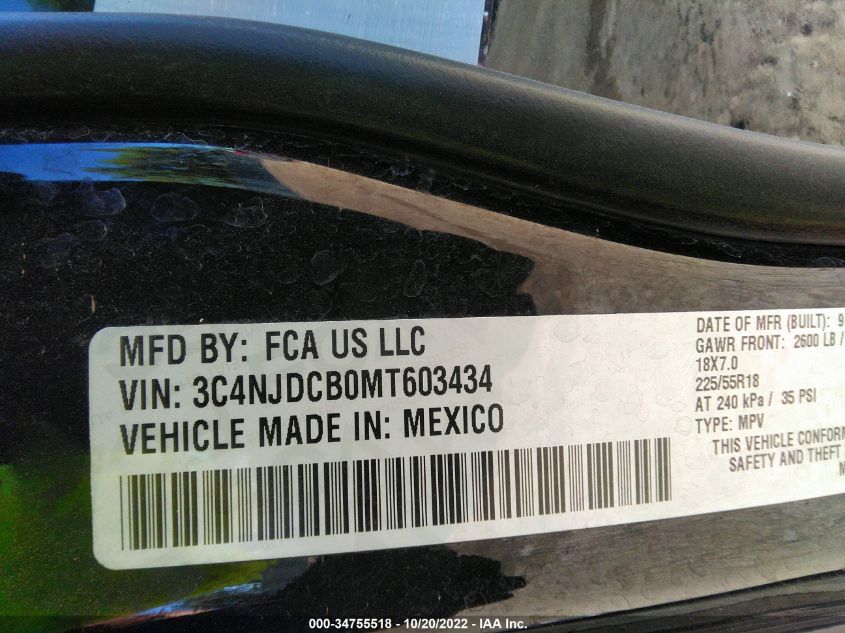 MFD BY: FCA US LLC
VIN: 3C4NJDCB0MT603434
VEHICLE MADE IN: MEXICO
DATE OF MFR (BUILT): 9
GAWR FRONT: 2600 LB /
18X7.0
225/55R18
AT 240 kPa / 35 PSI
TYPE: MPV
THIS VEHICLE CONFORM
SAFETY AND THEFT
M
000-34755518 - 10/20/2022 - IAA Inc.